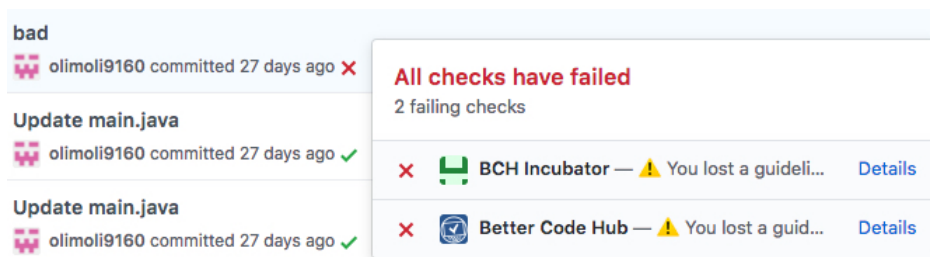 bad
olimoli9160 committed 27 days ago
Update main.java
olimoli9160 committed 27 days ago
Update main.java
olimoli9160 committed 27 days ago
All checks have failed
2 failing checks
BCH Incubator — ⚠ You lost a guideli... Details
Better Code Hub — ⚠ You lost a guid... Details